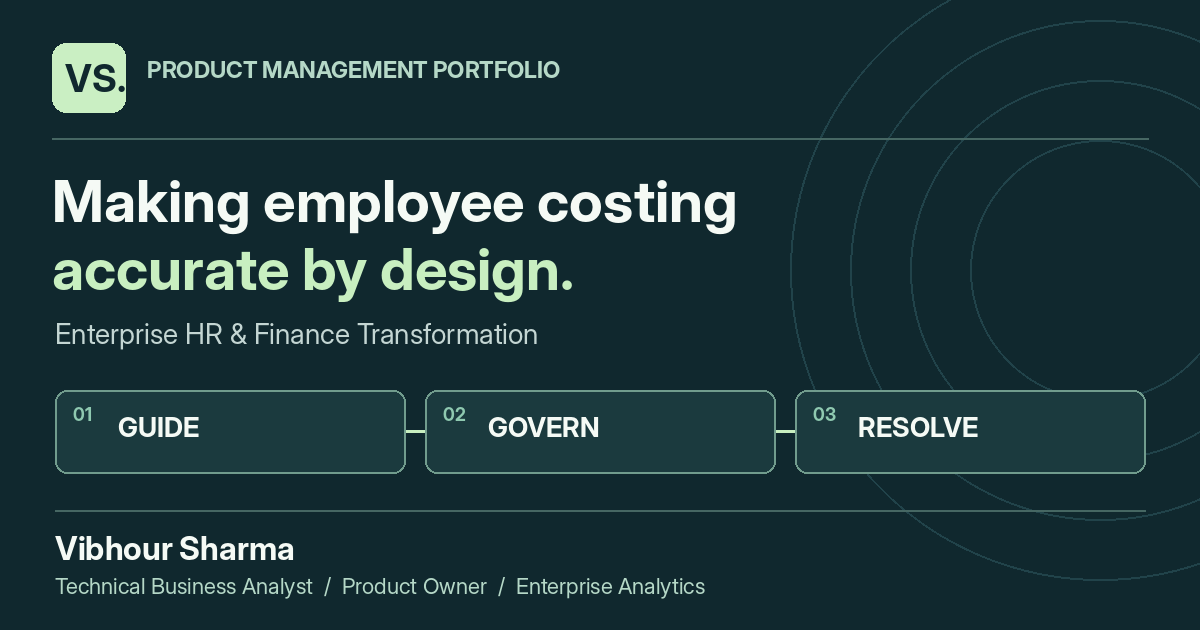 VS.
PRODUCT MANAGEMENT PORTFOLIO
Making employee costing
accurate by design.
Enterprise HR & Finance Transformation
01 GUIDE
02 GOVERN
03 RESOLVE
Vibhour Sharma
Technical Business Analyst / Product Owner / Enterprise Analytics